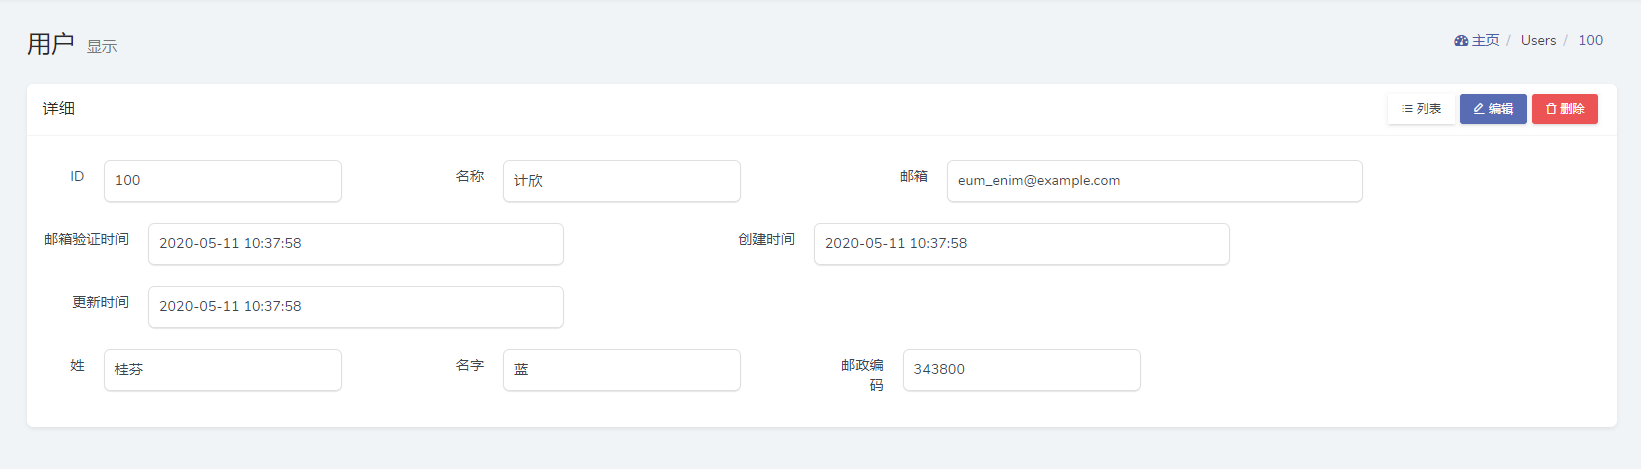 用户 显示
主页 / Users / 100
详细
列表 编辑 删除
ID 100 名称 计欣 邮箱 eum_enim@example.com
邮箱验证时间 2020-05-11 10:37:58 创建时间 2020-05-11 10:37:58
更新时间 2020-05-11 10:37:58
姓 桂芬 名字 蓝 邮政编
码 343800